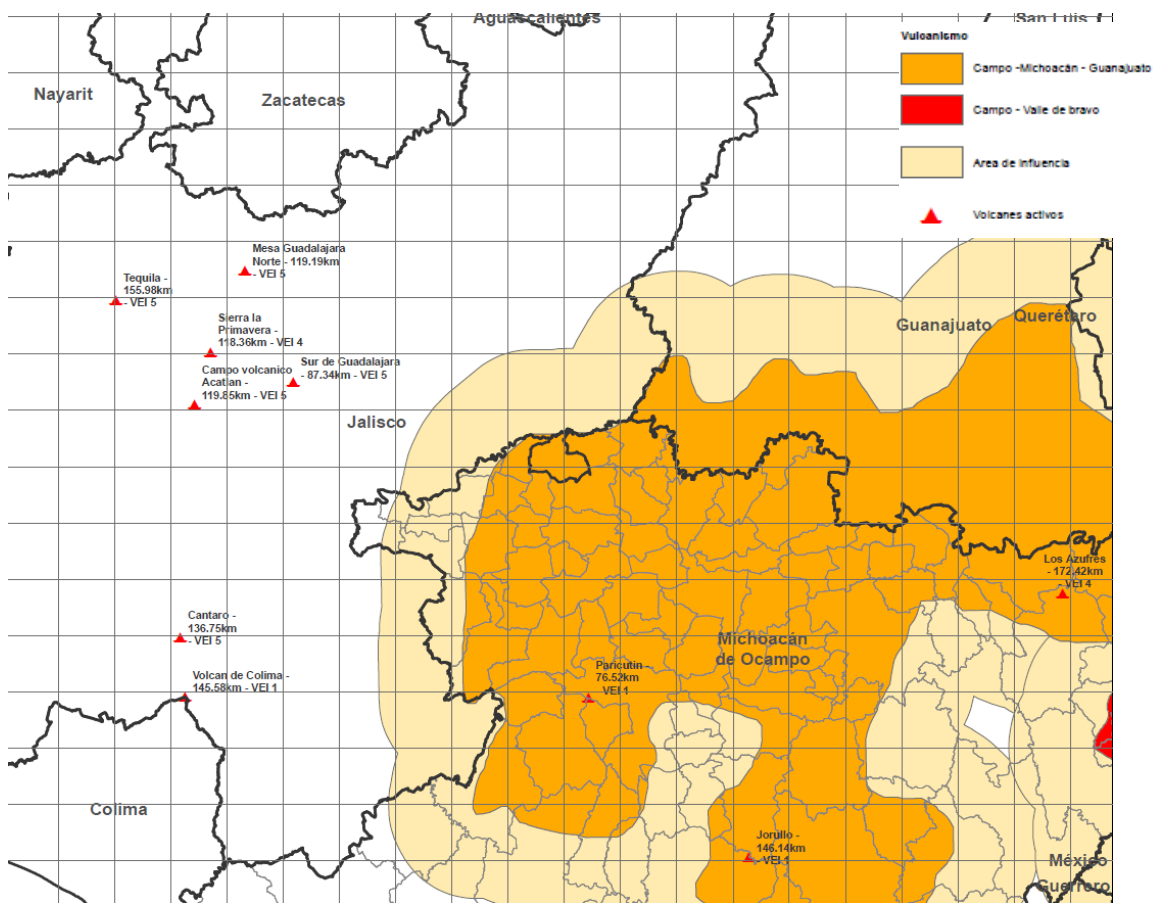 Aguascalientes
San Luis
Nayarit
Zacatecas
Vulcanismo
Campo -Michoacán - Guanajuato
Campo - Valle de bravo
Area de influencia
Volcanes activos
Mesa Guadalajara
Norte - 119.19km
- VEI 5
Tequila -
155.98km
- VEI 5
Sierra la
Primavera -
118.36km - VEI 4
Sur de Guadalajara
- 87.34km - VEI 5
Campo volcanico
Acatlan -
119.85km - VEI 5
Jalisco
Guanajuato
Querétaro
Los Azufres
- 172.42km
- VEI 4
Cantaro -
136.75km
- VEI 5
Michoacán
de Ocampo
Paricutin -
76.52km
VEI 1
Volcan de Colima -
145.58km - VEI 1
Colima
Jorullo -
146.14km
- VEI 1
México
Guerrero